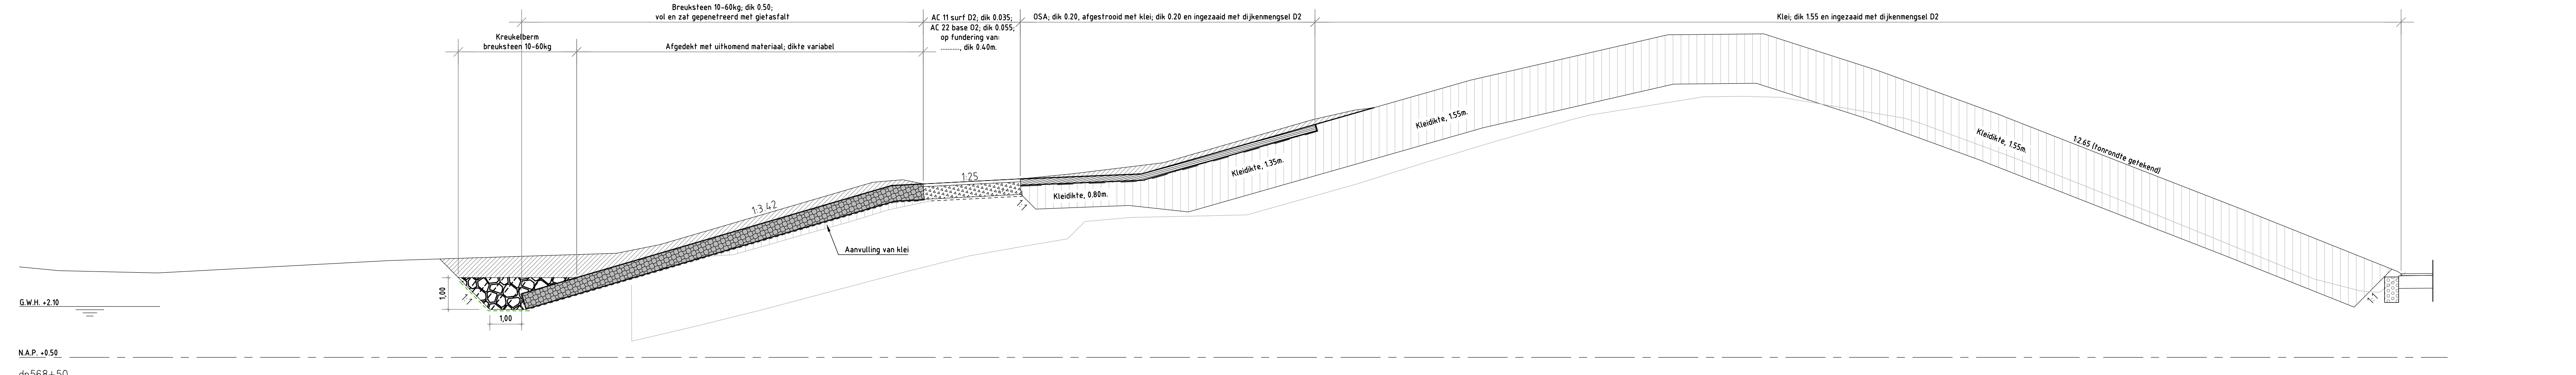 Breuksteen 10-60kg; dik 0.50;
vol en zat gepenetreerd met gietasfalt
AC 11 surf D2; dik 0.035;
AC 22 base O2; dik 0.055;
op fundering van:
.........., dik 0.40m.
OSA; dik 0.20, afgestrooid met klei; dik 0.20 en ingezaaid met dijkenmengsel D2
Klei; dik 1.55 en ingezaaid met dijkenmengsel D2
Kreukelberm
breuksteen 10-60kg
Afgedekt met uitkomend materiaal; dikte variabel
Kleidikte, 1.55m.
Kleidikte, 1.55m.
1:2.65 (tonrondte getekend)
Kleidikte, 1.35m.
1:25
Kleidikte, 0.80m.
1:1
1:3.42
Aanvulling van klei
1,00
1:1
1,00
1:1
G.W.H. +2.10
N.A.P. +0.50
dp568+50